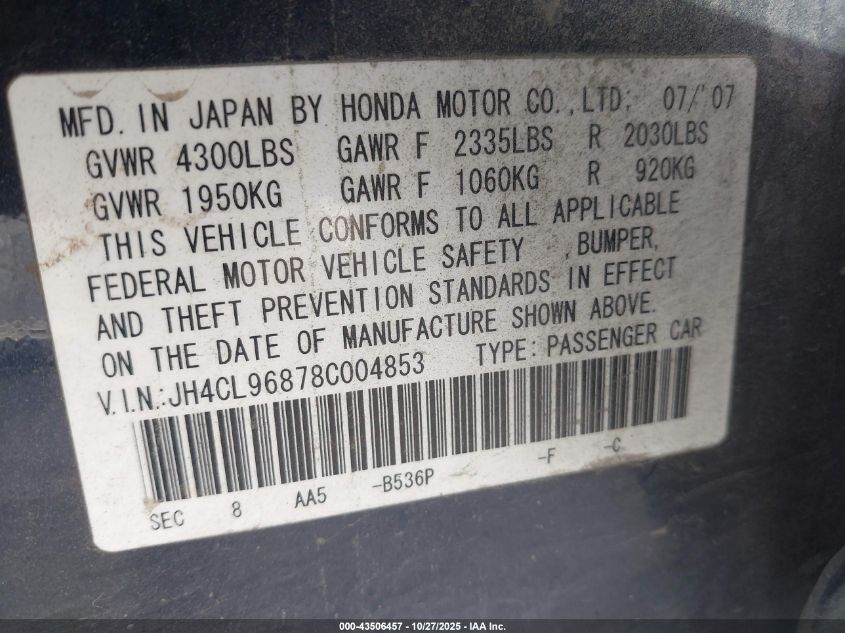 MFD. IN JAPAN BY HONDA MOTOR CO.,LTD; 07/'07
GVWR 4300LBS GAWR F 2335LBS R 2030LBS
GVWR 1950KG GAWR F 1060KG R 920KG
THIS VEHICLE CONFORMS TO ALL APPLICABLE
FEDERAL MOTOR VEHICLE SAFETY ,BUMPER,
AND THEFT PREVENTION STANDARDS IN EFFECT
ON THE DATE OF MANUFACTURE SHOWN ABOVE.
V.I.N.:JH4CL96878C004853 TYPE:PASSENGER CAR
SEC 8 AA5 -B536P -F -C
000-43506457 - 10/27/2025 - IAA Inc.